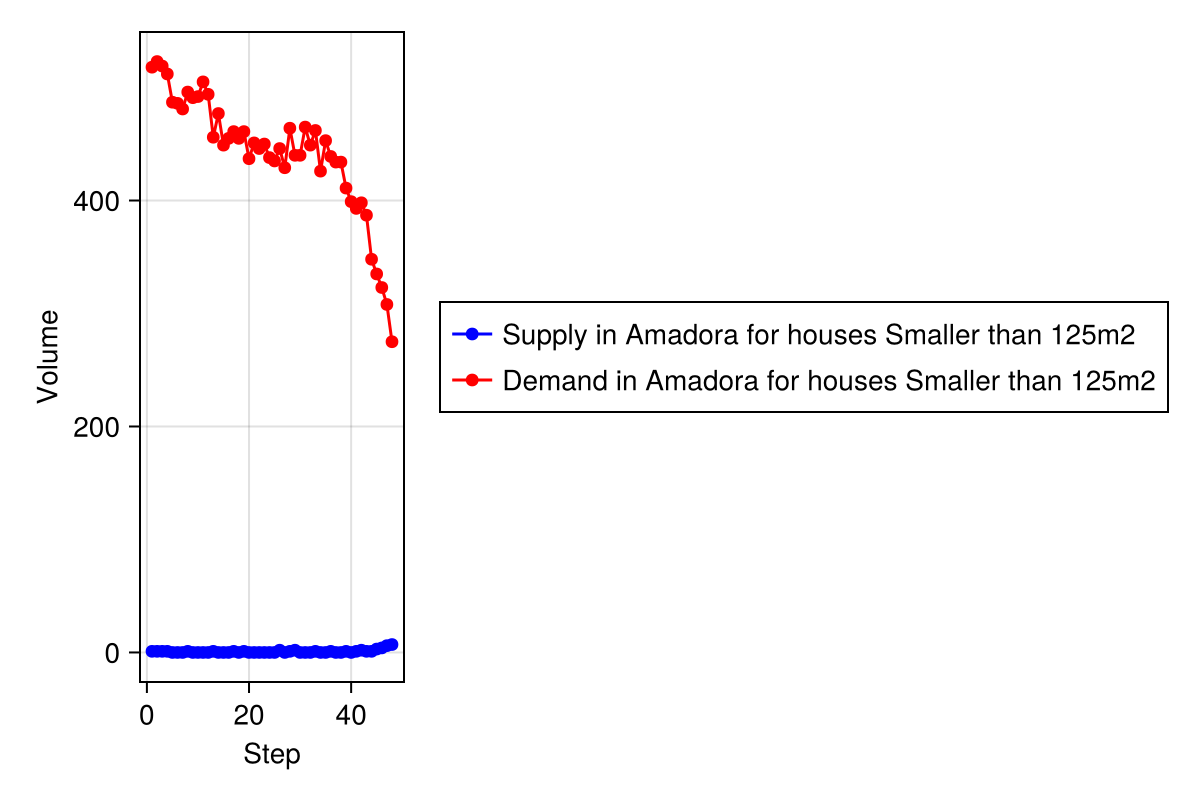 400
200
0
Volume
0 20 40
Step
Supply in Amadora for houses Smaller than 125m2
Demand in Amadora for houses Smaller than 125m2